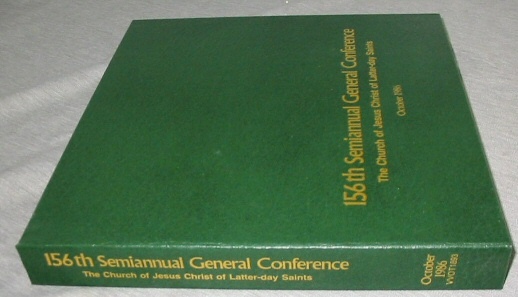 156th Semiannual General Conference
The Church of Jesus Christ of Latter-day Saints
October 1986
156th Semiannual General Conference
The Church of Jesus Christ of Latter-day Saints
October
1986